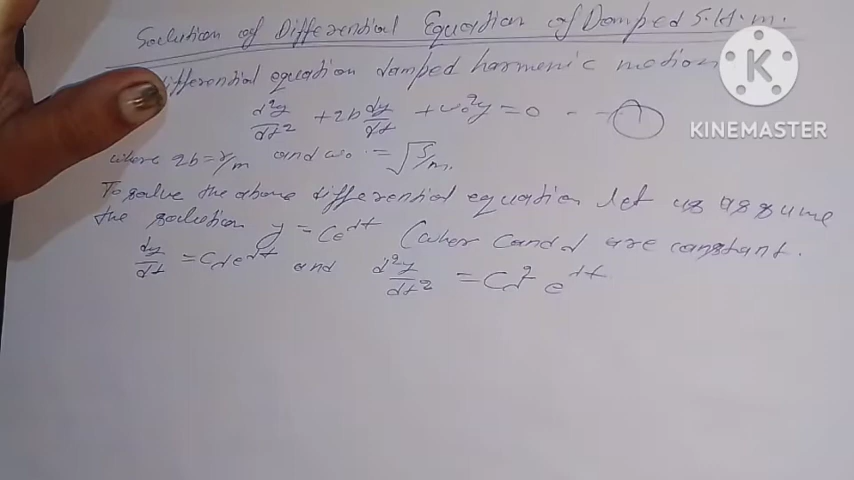 Solution of Differential Equation of Damped S.H.m.
differential equation damped harmonic motion
d²y/dt² + 2b dy/dt + ω₀²y = 0 - - - ①
where 2b = r/m and ω₀ = √S/m.
To solve the above differential equation let us assume
the solution y = Ce^αt (wher C and α are constant.
dy/dt = Cαe^αt and d²y/dt² = Cα² e^αt
K
KINEMASTER